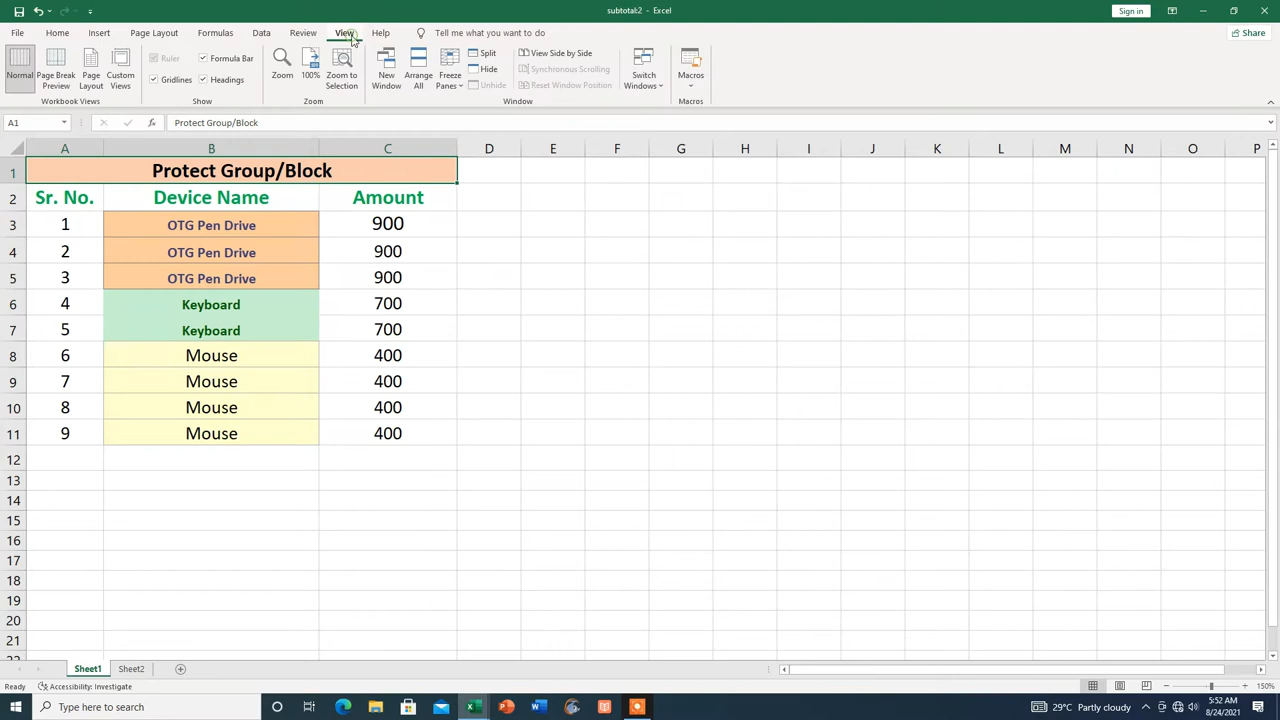 subtotal:2 - Excel
Sign in
File Home Insert Page Layout Formulas Data Review View Help Tell me what you want to do Share
Normal
Page Break Preview
Page Layout
Custom Views
Workbook Views
Ruler
Formula Bar
Gridlines
Headings
Show
Zoom
100%
Zoom to Selection
Zoom
New Window
Arrange All
Freeze Panes
Split
Hide
Unhide
View Side by Side
Synchronous Scrolling
Reset Window Position
Window
Switch Windows
Macros
Macros
A1 fx Protect Group/Block
A B C D E F G H I J K L M N O P
1 Protect Group/Block
2 Sr. No. Device Name Amount
3 1 OTG Pen Drive 900
4 2 OTG Pen Drive 900
5 3 OTG Pen Drive 900
6 4 Keyboard 700
7 5 Keyboard 700
8 6 Mouse 400
9 7 Mouse 400
10 8 Mouse 400
11 9 Mouse 400
12
13
14
15
16
17
18
19
20
21
Sheet1 Sheet2
Ready Accessibility: Investigate 150%
Type here to search
29°C Partly cloudy
5:52 AM
8/24/2021